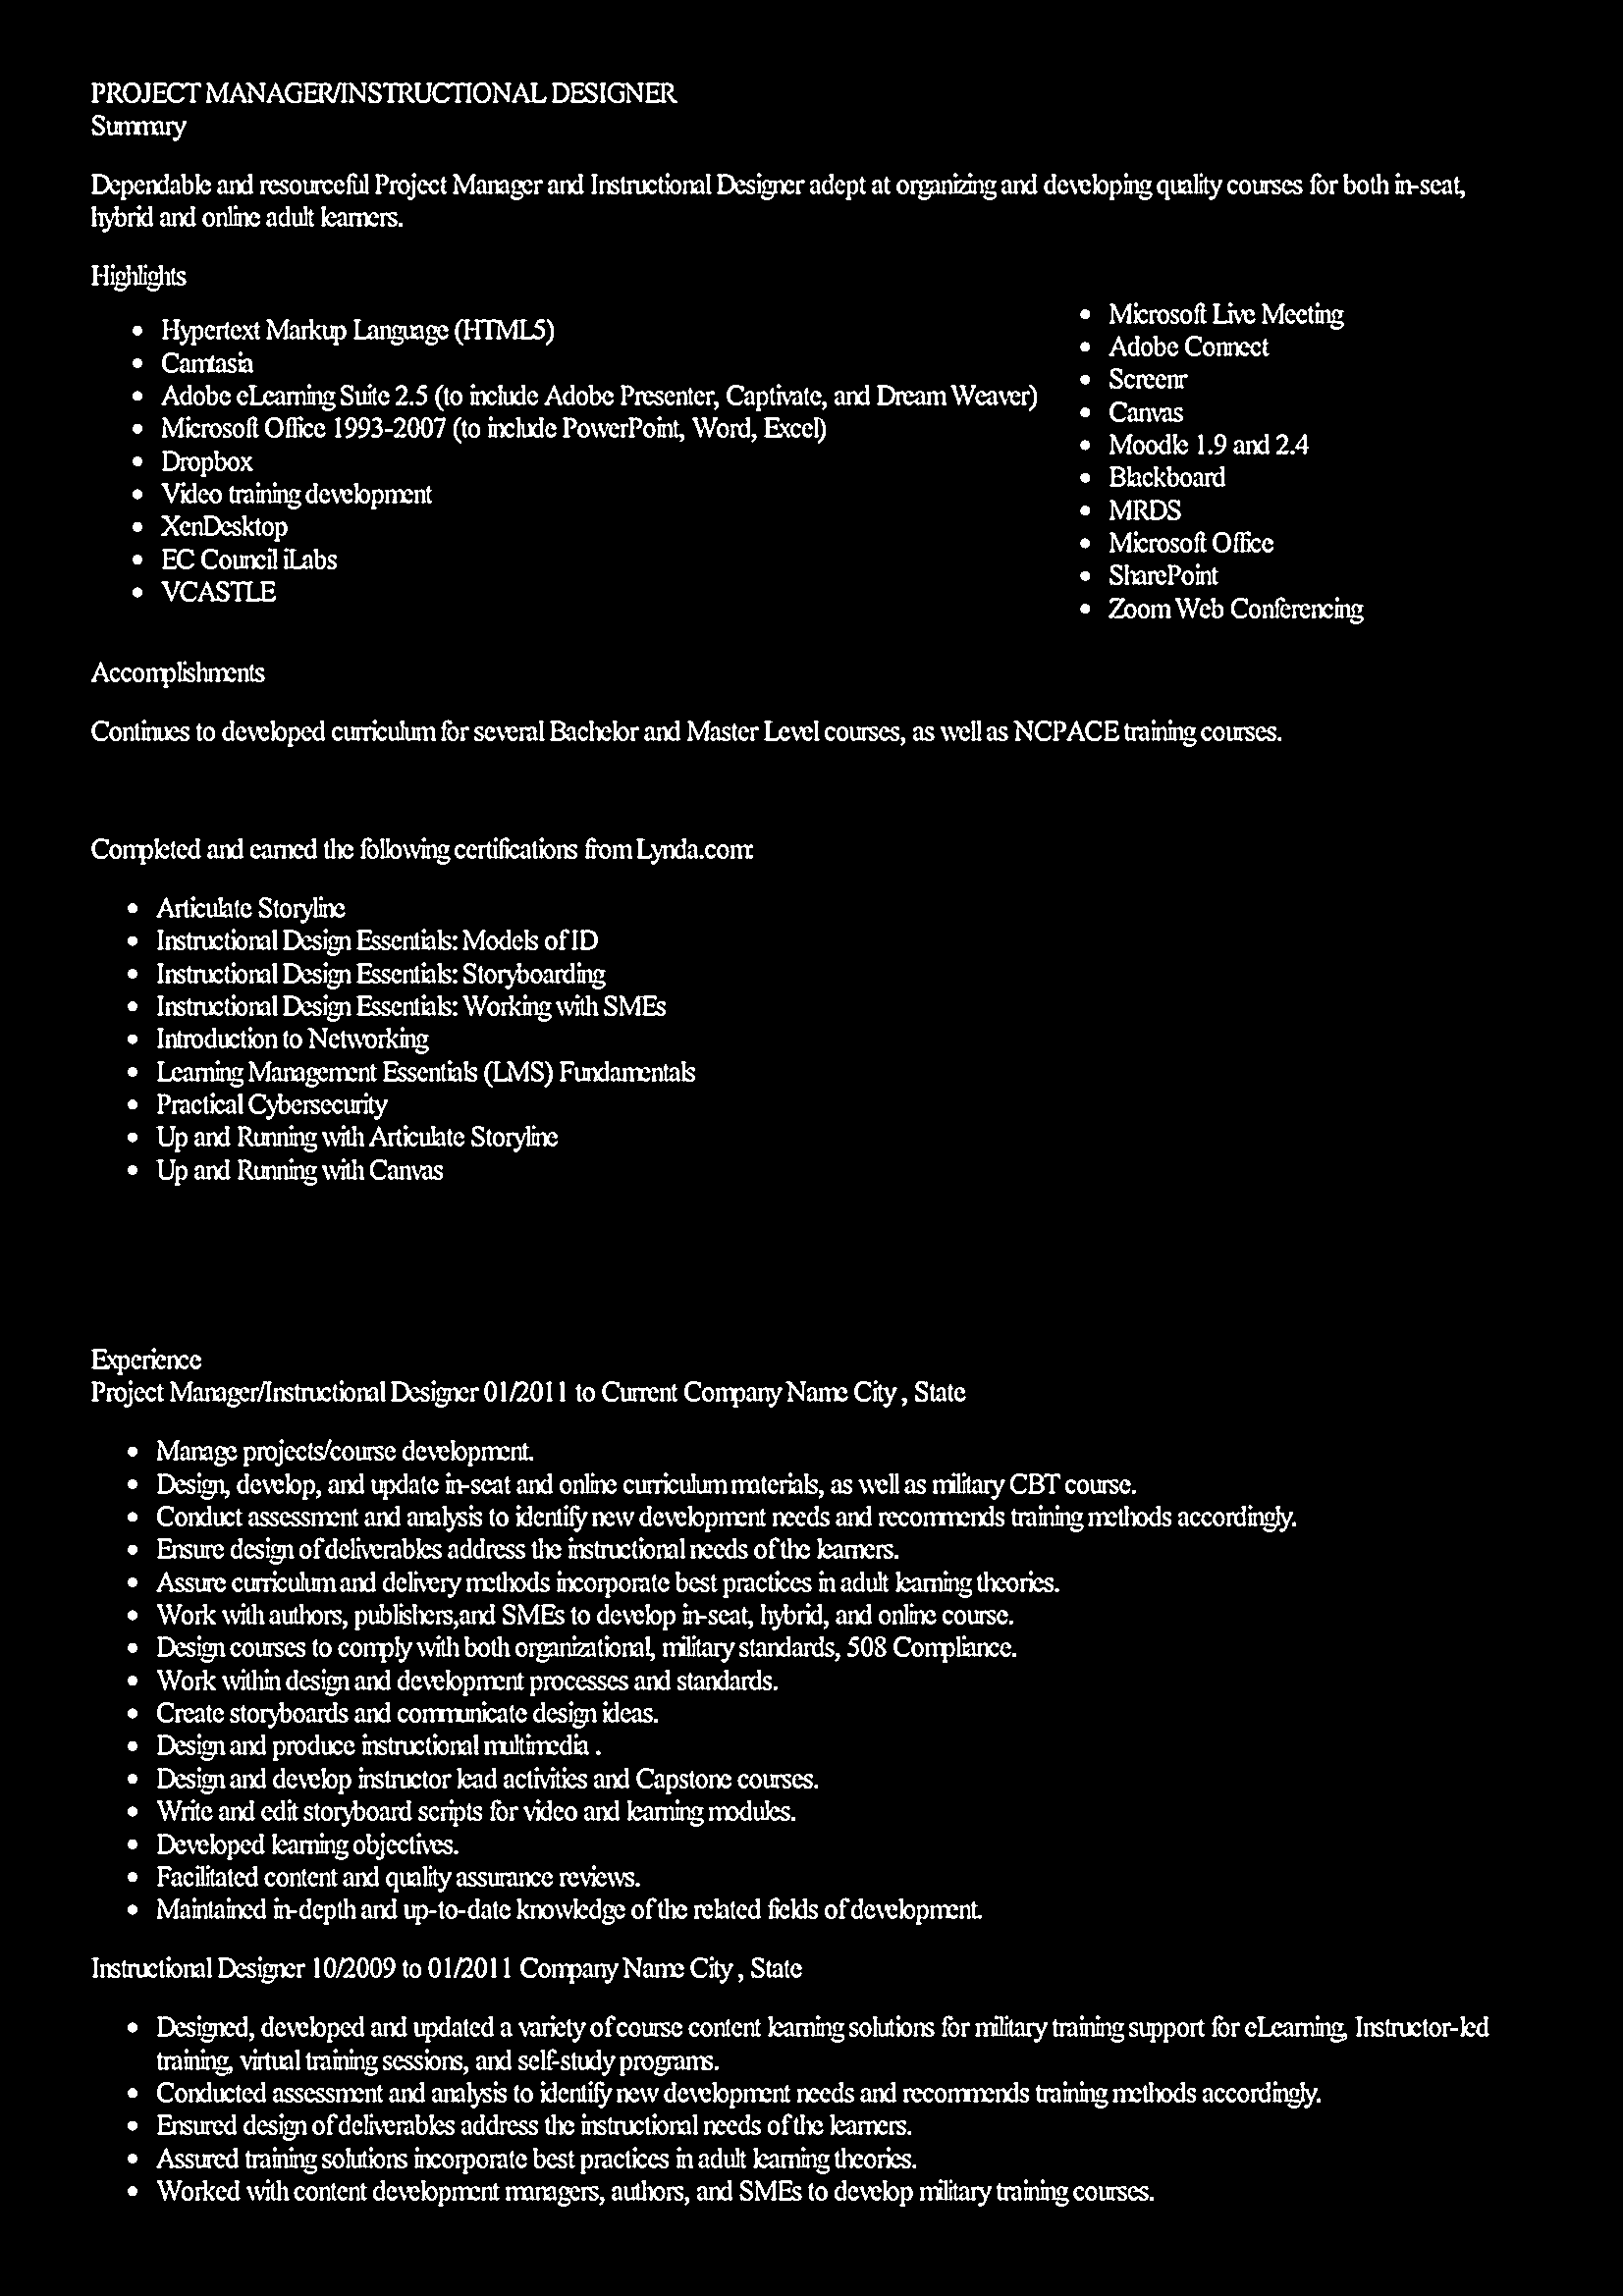 PROJECT MANAGER/INSTRUCTIONAL DESIGNER
Summary
Dependable and resourceful Project Manager and Instructional Designer adept at organizing and developing quality courses for both in-seat,
hybrid and online adult learners.
Highlights
• Hypertext Markup Language (HTML5)
• Camtasia
• Adobe eLearning Suite 2.5 (to include Adobe Presenter, Captivate, and Dream Weaver)
• Microsoft Office 1993-2007 (to include PowerPoint, Word, Excel)
• Dropbox
• Video training development
• XenDesktop
• EC Council iLabs
• VCASTLE
• Microsoft Live Meeting
• Adobe Connect
• Screenr
• Canvas
• Moodle 1.9 and 2.4
• Blackboard
• MRDS
• Microsoft Office
• SharePoint
• Zoom Web Conferencing
Accomplishments
Continues to developed curriculum for several Bachelor and Master Level courses, as well as NCPACE training courses.
Completed and earned the following certifications from Lynda.com:
• Articulate Storyline
• Instructional Design Essentials: Models of ID
• Instructional Design Essentials: Storyboarding
• Instructional Design Essentials: Working with SMEs
• Introduction to Networking
• Learning Management Essentials (LMS) Fundamentals
• Practical Cybersecurity
• Up and Running with Articulate Storyline
• Up and Running with Canvas
Experience
Project Manager/Instructional Designer 01/2011 to Current Company Name City , State
• Manage projects/course development.
• Design, develop, and update in-seat and online curriculum materials, as well as military CBT course.
• Conduct assessment and analysis to identify new development needs and recommends training methods accordingly.
• Ensure design of deliverables address the instructional needs of the learners.
• Assure curriculum and delivery methods incorporate best practices in adult learning theories.
• Work with authors, publishers,and SMEs to develop in-seat, hybrid, and online course.
• Design courses to comply with both organizational, military standards, 508 Compliance.
• Work within design and development processes and standards.
• Create storyboards and communicate design ideas.
• Design and produce instructional multimedia .
• Design and develop instructor lead activities and Capstone courses.
• Write and edit storyboard scripts for video and learning modules.
• Developed learning objectives.
• Facilitated content and quality assurance reviews.
• Maintained in-depth and up-to-date knowledge of the related fields of development.
Instructional Designer 10/2009 to 01/2011 Company Name City , State
• Designed, developed and updated a variety of course content learning solutions for military training support for eLearning, Instructor-led
training, virtual training sessions, and self-study programs.
• Conducted assessment and analysis to identify new development needs and recommends training methods accordingly.
• Ensured design of deliverables address the instructional needs of the learners.
• Assured training solutions incorporate best practices in adult learning theories.
• Worked with content development managers, authors, and SMEs to develop military training courses.